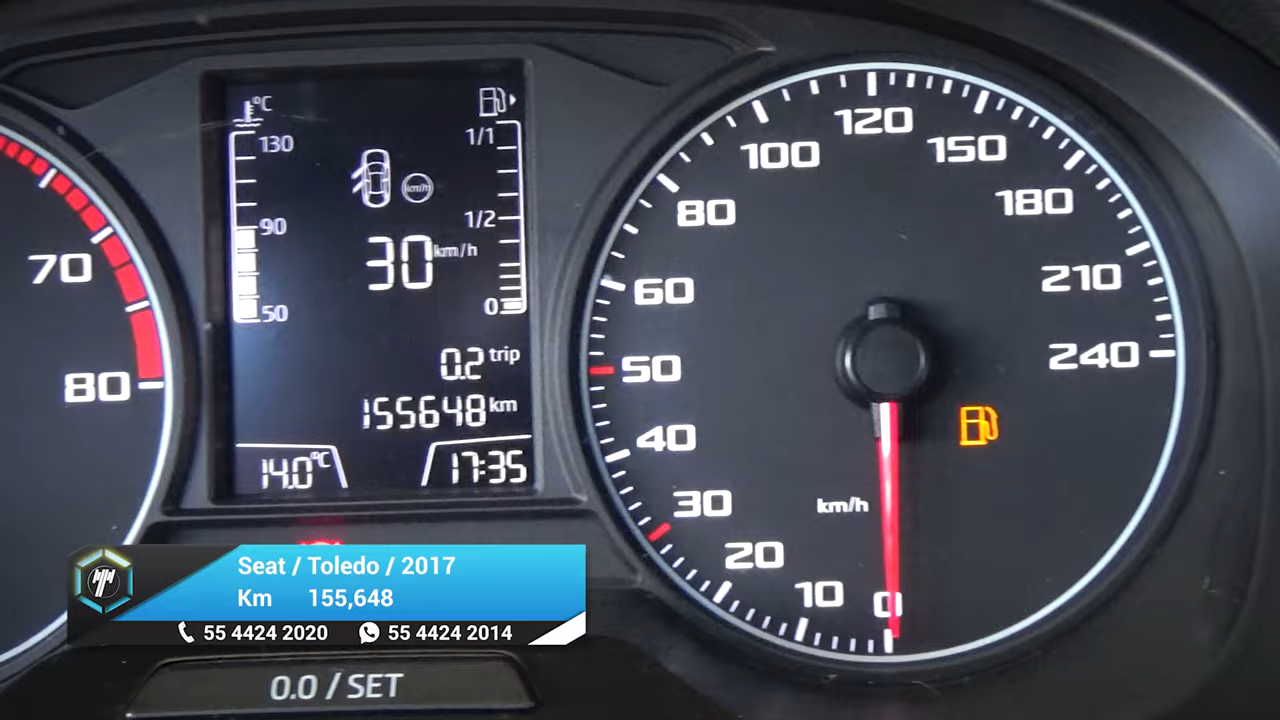 °C
130
90
50
1/1
1/2
0
km/h
30 km/h
0.2 trip
155648 km
14.0°C
17:35
70
80
0
10
20
30
40
50
60
80
100
120
150
180
210
240
km/h
Seat / Toledo / 2017
Km 155,648
55 4424 2020 55 4424 2014
0.0 / SET